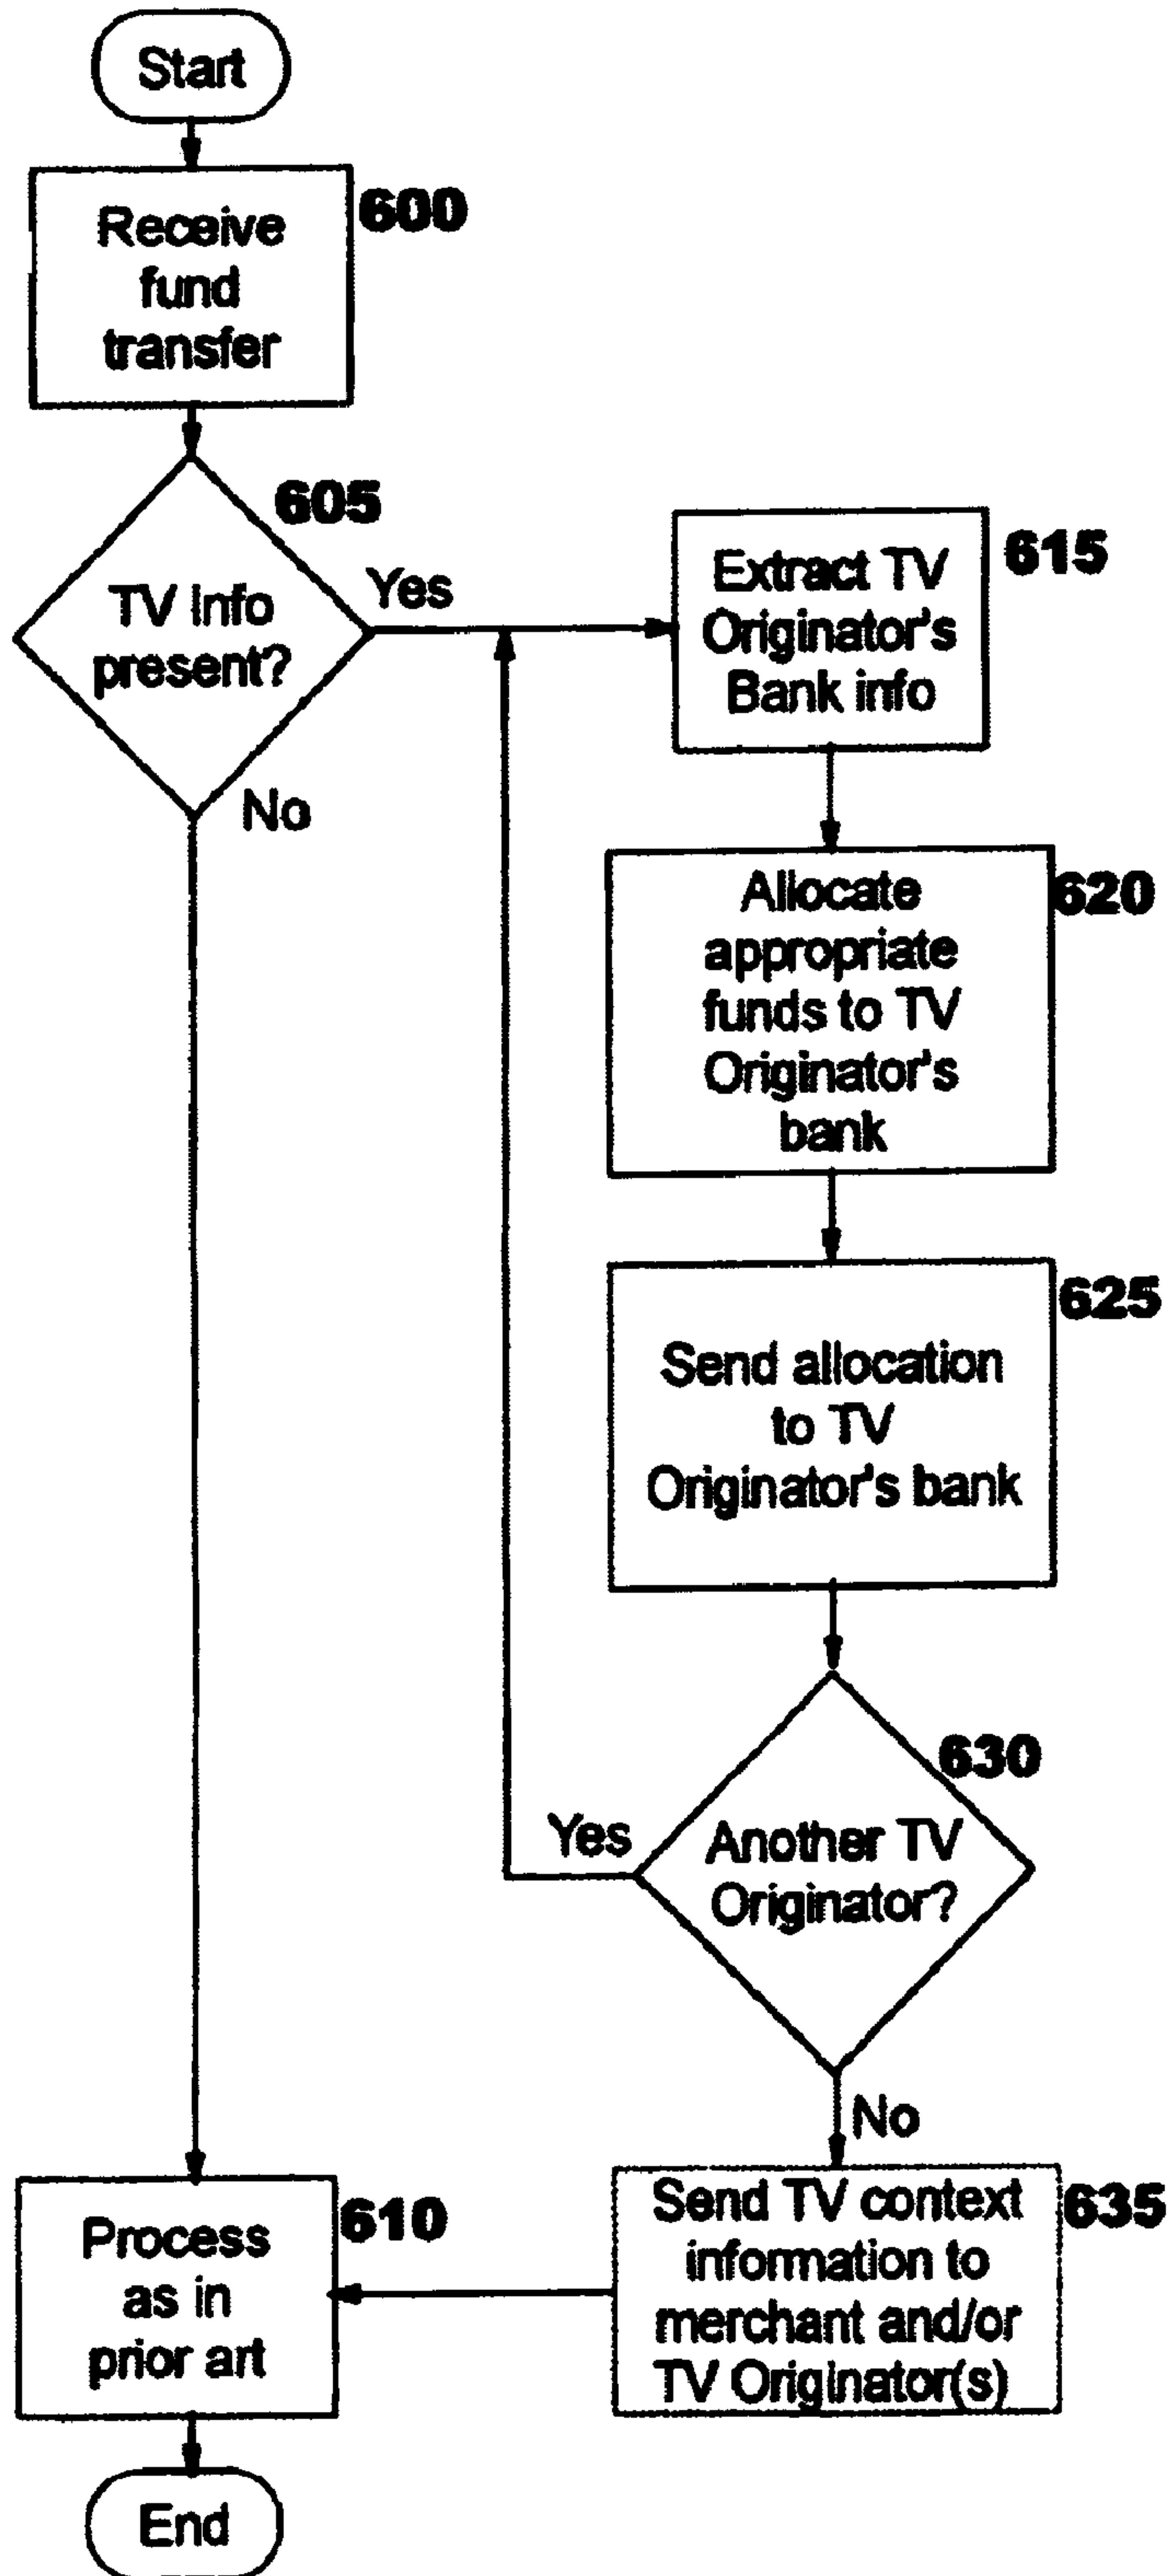 Start
Receive
fund
transfer
600
605
TV Info
present?
Yes
No
Extract TV
Originator's
Bank info
615
Allocate
appropriate
funds to TV
Originator's
bank
620
Send allocation
to TV
Originator's bank
625
630
Another TV
Originator?
Yes
No
Send TV context
information to
merchant and/or
TV Originator(s)
635
Process
as in
prior art
610
End